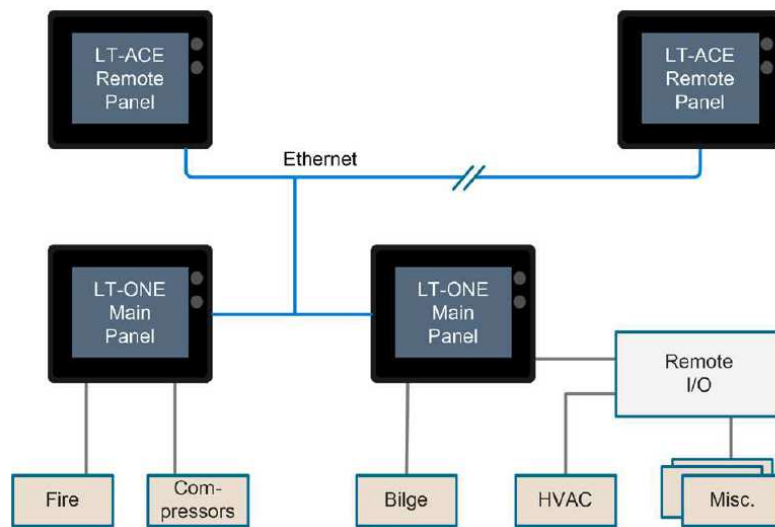 LT-ACE
Remote
Panel
LT-ACE
Remote
Panel
Ethernet
LT-ONE
Main
Panel
LT-ONE
Main
Panel
Remote
I/O
Fire
Com-
pressors
Bilge
HVAC
Misc.